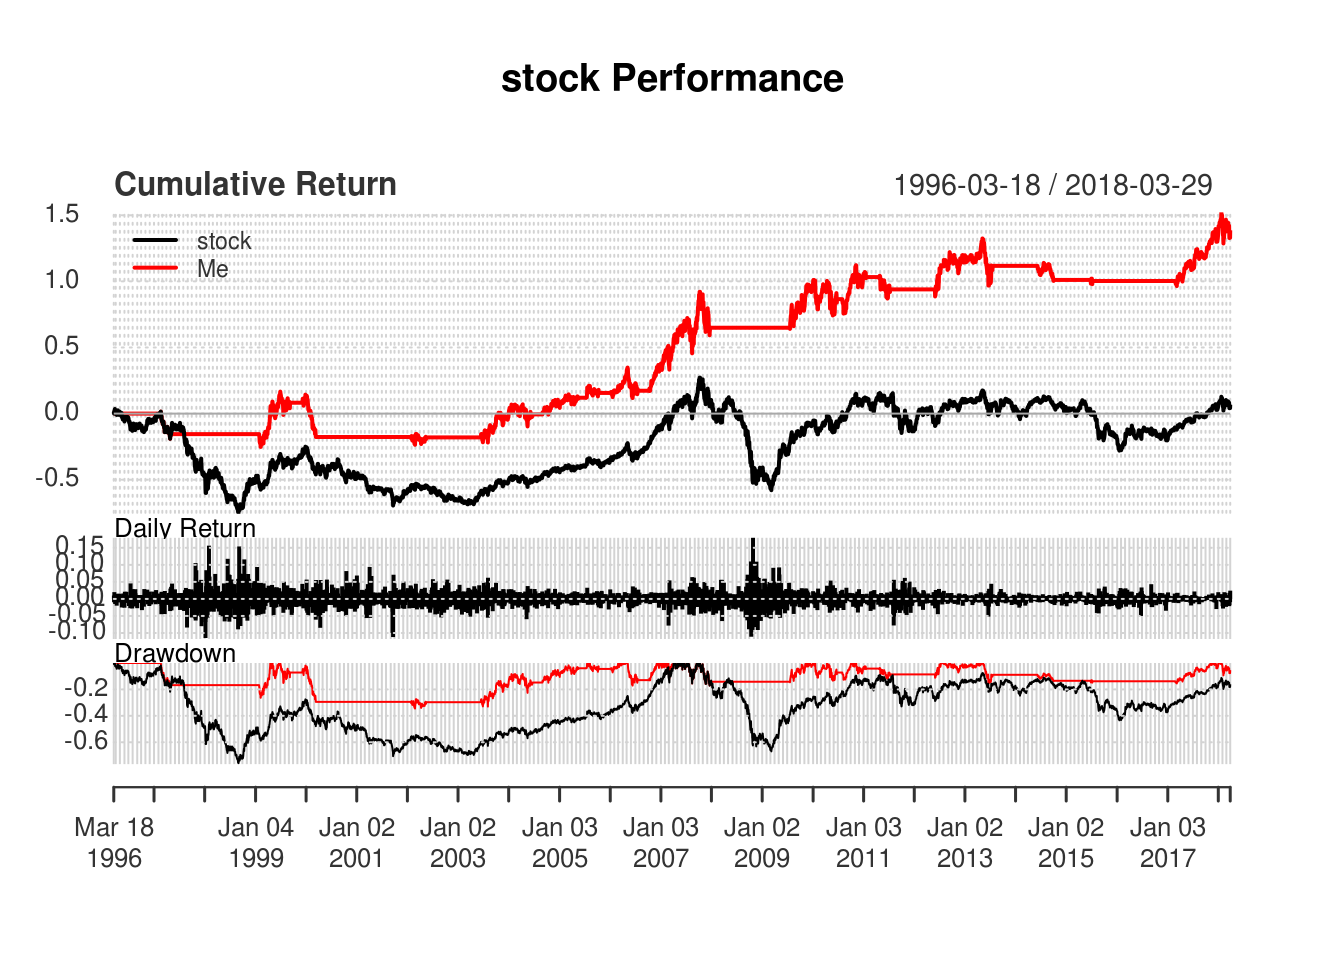 stock Performance
Cumulative Return 1996-03-18 / 2018-03-29
1.5
1.0
0.5
0.0
-0.5
stock
Me
Daily Return
0.15
0.10
0.05
0.00
-0.05
-0.10
Drawdown
-0.2
-0.4
-0.6
Mar 18 Jan 04 Jan 02 Jan 02 Jan 03 Jan 03 Jan 02 Jan 03 Jan 02 Jan 02 Jan 03
1996 1999 2001 2003 2005 2007 2009 2011 2013 2015 2017